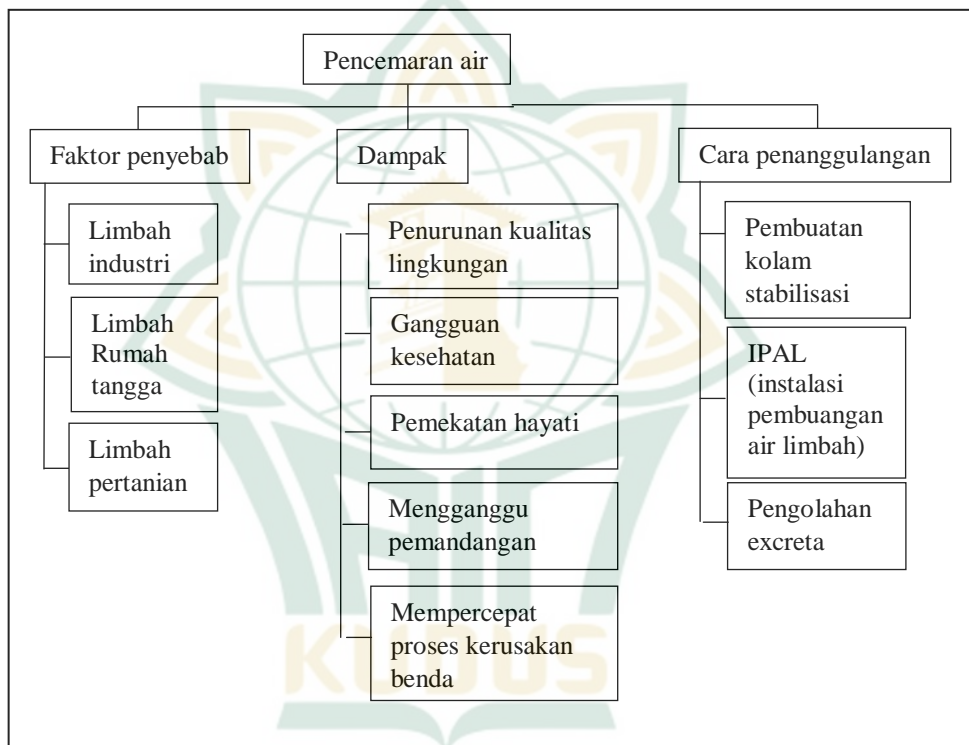 Pencemaran air
Faktor penyebab
Dampak
Cara penanggulangan
Limbah
industri
Limbah
Rumah
tangga
Limbah
pertanian
Penurunan kualitas
lingkungan
Gangguan
kesehatan
Pemekatan hayati
Mengganggu
pemandangan
Mempercepat
proses kerusakan
benda
Pembuatan
kolam
stabilisasi
IPAL
(instalasi
pembuangan
air limbah)
Pengolahan
excreta
KUDUS